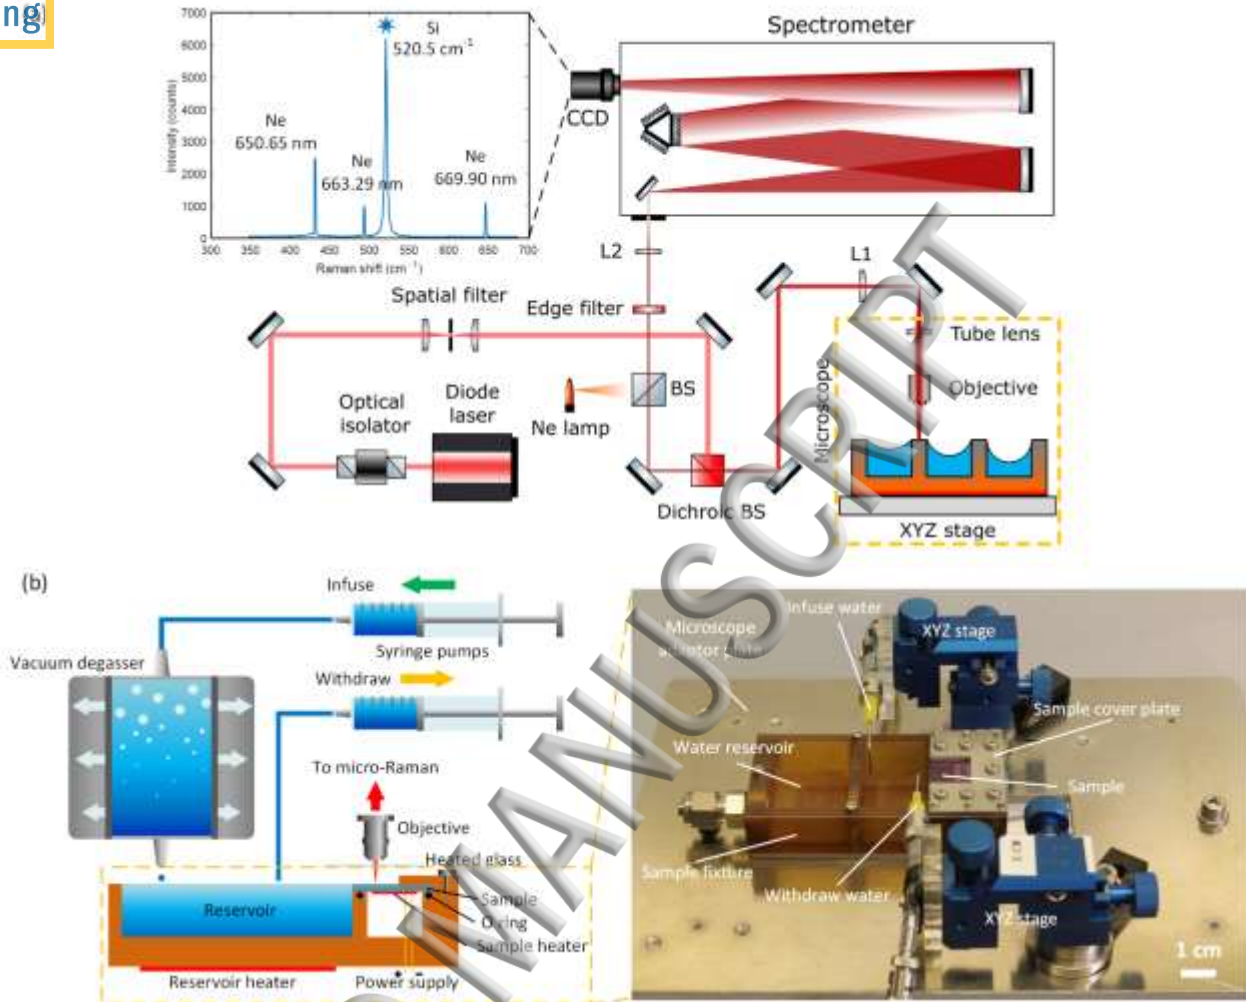 ng
Spectrometer
7000
6000
5000
4000
3000
2000
1000
0
Intensity (counts)
Si
520.5 cm⁻¹
Ne
650.65 nm
Ne
663.29 nm
Ne
669.90 nm
300 350 400 450 500 550 600 650 700
Raman shift (cm⁻¹)
CCD
L2
L1
Spatial filter
Edge filter
Tube lens
Microscope
Objective
BS
Ne lamp
Optical
isolator
Diode
laser
Dichroic BS
XYZ stage
(b)
Infuse
Syringe pumps
Vacuum degasser
Withdraw
To micro-Raman
Objective
Heated glass
Sample
O ring
Sample heater
Reservoir
Reservoir heater
Power supply
Infuse water
XYZ stage
Microscope
adaptor plate
Sample cover plate
Water reservoir
Sample
Sample fixture
Withdraw water
XYZ stage
1 cm
MANUSCRIPT